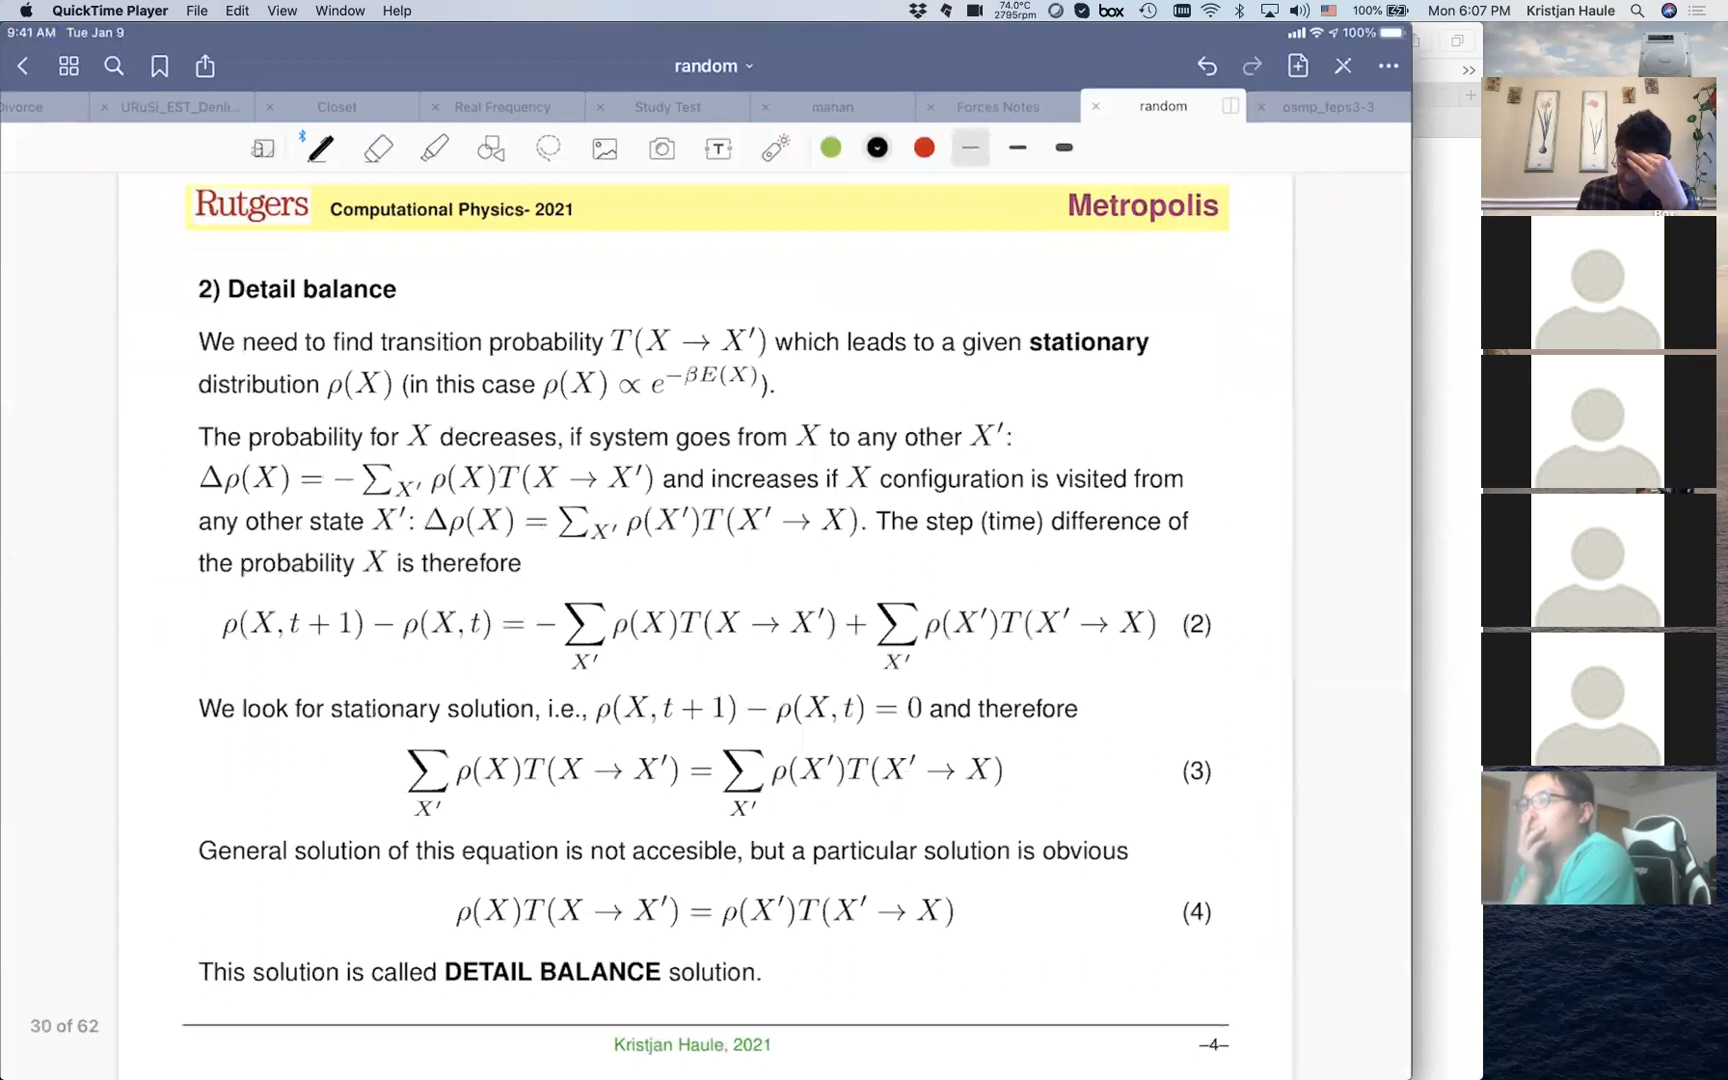 QuickTime Player File Edit View Window Help 74.0°C 2795rpm box 100% Mon 6:07 PM Kristjan Haule
9:41 AM Tue Jan 9 100%
random
Divorce URuSi_EST_Denli... Closet Real Frequency Study Test mahan Forces Notes random osmp_feps3-3
T
Rutgers Computational Physics- 2021 Metropolis
2) Detail balance
We need to find transition probability T(X → X′) which leads to a given stationary
distribution ρ(X) (in this case ρ(X) ∝ e^{−βE(X)}).
The probability for X decreases, if system goes from X to any other X′:
Δρ(X) = − ∑_{X′} ρ(X)T(X → X′) and increases if X configuration is visited from
any other state X′: Δρ(X) = ∑_{X′} ρ(X′)T(X′ → X). The step (time) difference of
the probability X is therefore
ρ(X, t + 1) − ρ(X, t) = − ∑_{X′} ρ(X)T(X → X′) + ∑_{X′} ρ(X′)T(X′ → X) (2)
We look for stationary solution, i.e., ρ(X, t + 1) − ρ(X, t) = 0 and therefore
∑_{X′} ρ(X)T(X → X′) = ∑_{X′} ρ(X′)T(X′ → X) (3)
General solution of this equation is not accesible, but a particular solution is obvious
ρ(X)T(X → X′) = ρ(X′)T(X′ → X) (4)
This solution is called DETAIL BALANCE solution.
30 of 62
Kristjan Haule, 2021 –4–